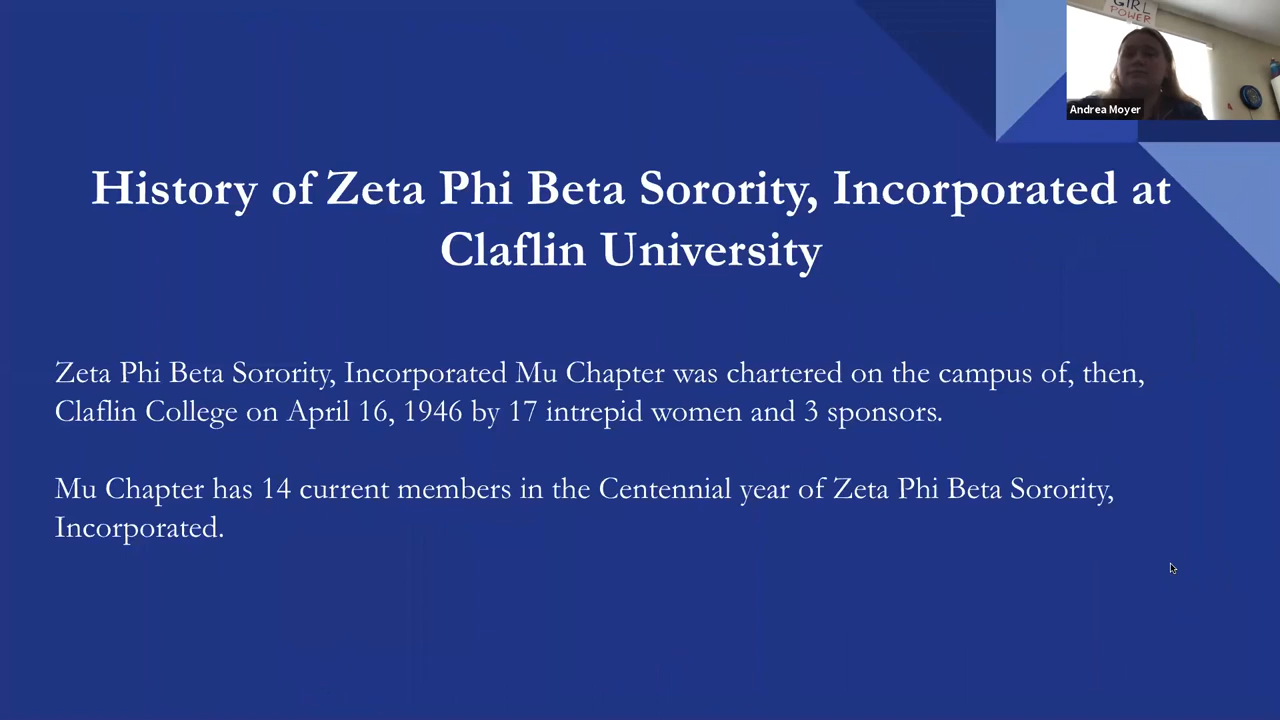 GIRL
POWER
Andrea Moyer
History of Zeta Phi Beta Sorority, Incorporated at
Claflin University
Zeta Phi Beta Sorority, Incorporated Mu Chapter was chartered on the campus of, then,
Claflin College on April 16, 1946 by 17 intrepid women and 3 sponsors.
Mu Chapter has 14 current members in the Centennial year of Zeta Phi Beta Sorority,
Incorporated.